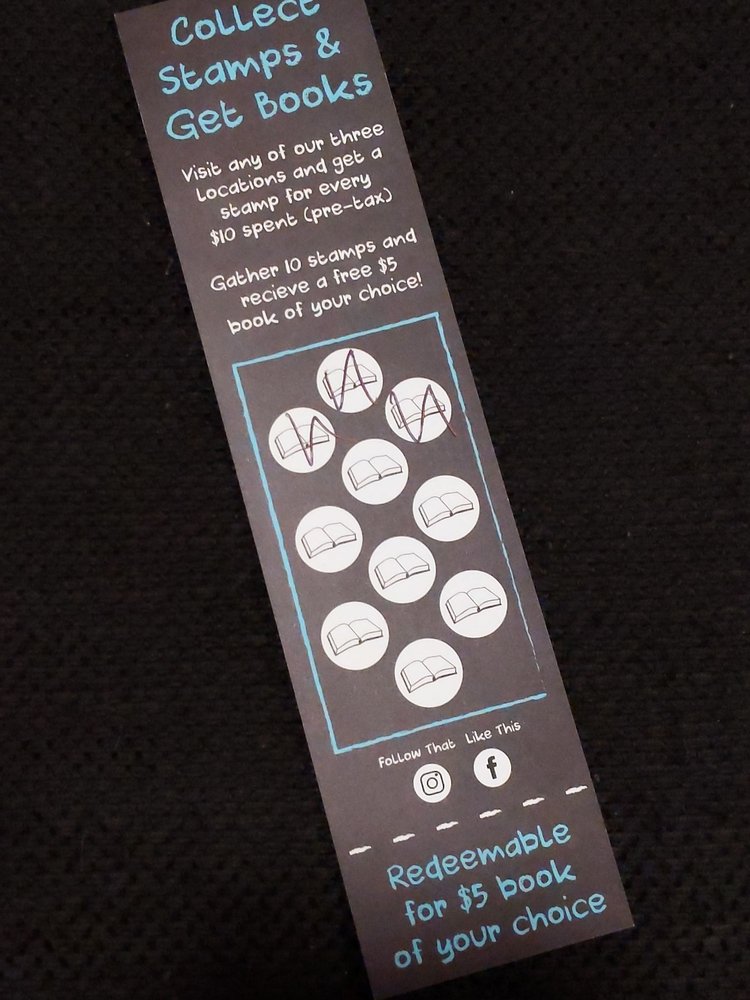 Collect
Stamps &
Get Books
Visit any of our three
locations and get a
stamp for every
$10 spent (pre-tax)
Gather 10 stamps and
recieve a free $5
book of your choice!
Follow That Like This
Redeemable
for $5 book
of your choice